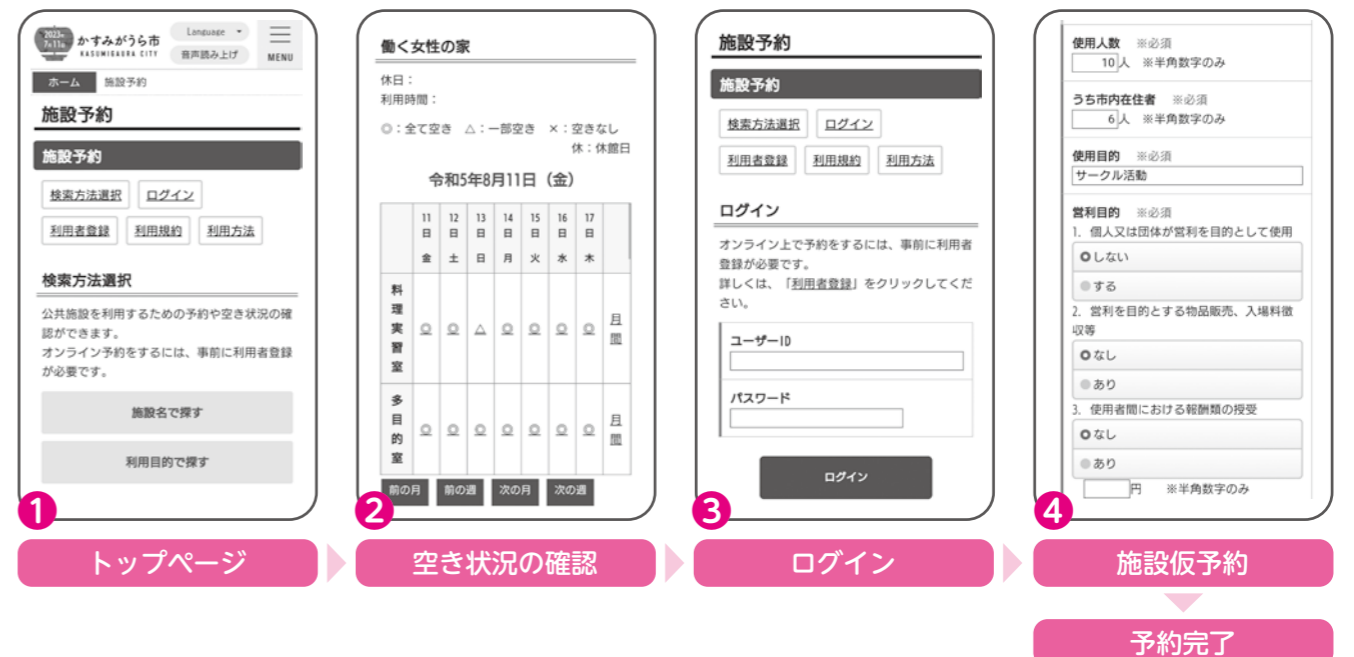 2023年
7月11日
かすみがうら市
KASUMIGAURA CITY
Language
音声読み上げ
MENU
ホーム 施設予約
施設予約
施設予約
検索方法選択 ログイン
利用者登録 利用規約 利用方法
検索方法選択
公共施設を利用するための予約や空き状況の確
認ができます。
オンライン予約をするには、事前に利用者登録
が必要です。
施設名で探す
利用目的で探す
1
トップページ
働く女性の家
休日:
利用時間:
◎:全て空き △:一部空き ×:空きなし
休:休館日
令和5年8月11日(金)
11日 12日 13日 14日 15日 16日 17日
金 土 日 月 火 水 木
料理実習室 ◎ ◎ △ ◎ ◎ ◎ ◎ 月間
多目的室 ◎ ◎ ◎ ◎ ◎ ◎ ◎ 月間
前の月 前の週 次の月 次の週
2
空き状況の確認
施設予約
施設予約
検索方法選択 ログイン
利用者登録 利用規約 利用方法
ログイン
オンライン上で予約をするには、事前に利用者
登録が必要です。
詳しくは、「利用者登録」をクリックしてくだ
さい。
ユーザーID
パスワード
ログイン
3
ログイン
使用人数 ※必須
10人 ※半角数字のみ
うち市内在住者 ※必須
6人 ※半角数字のみ
使用目的 ※必須
サークル活動
営利目的 ※必須
1. 個人又は団体が営利を目的として使用
しない
する
2. 営利を目的とする物品販売、入場料徴
収等
なし
あり
3. 使用者間における報酬類の授受
なし
あり
円 ※半角数字のみ
4
施設仮予約
予約完了